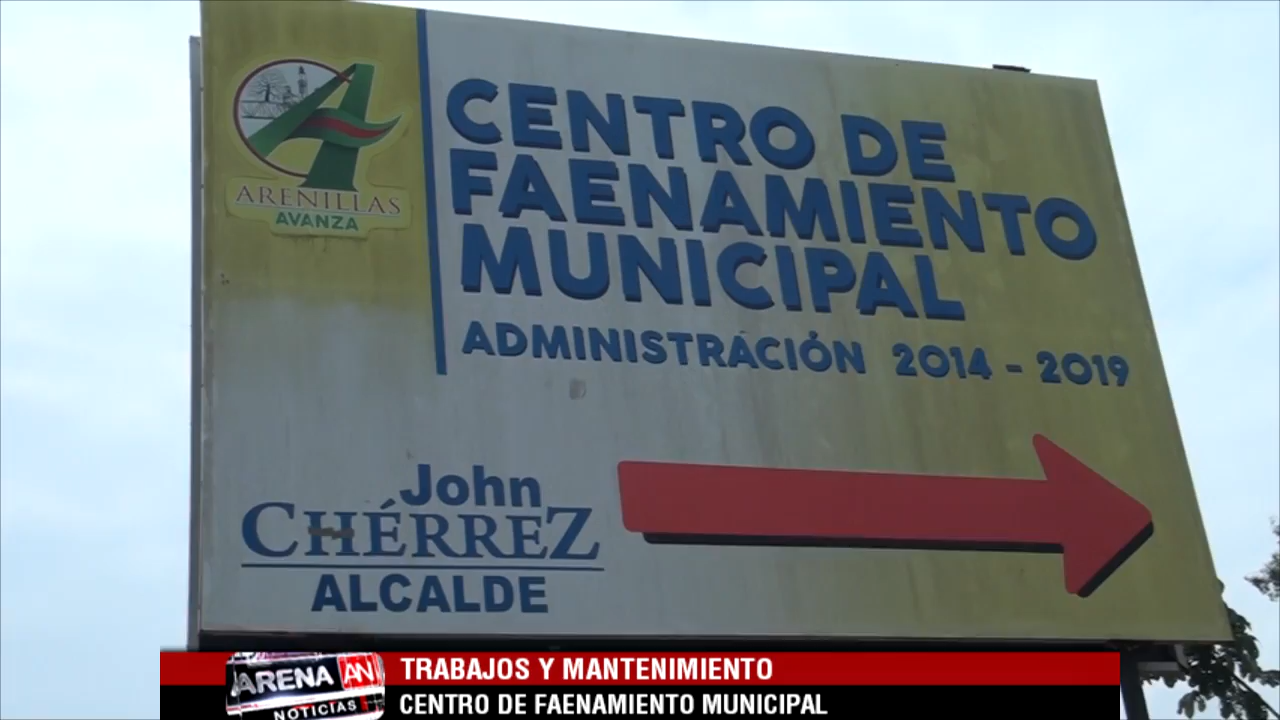 ARENILLAS
AVANZA
CENTRO DE
FAENAMIENTO
MUNICIPAL
ADMINISTRACIÓN 2014 - 2019
John
CHÉRREZ
ALCALDE
ARENA AN
NOTICIAS
TRABAJOS Y MANTENIMIENTO
CENTRO DE FAENAMIENTO MUNICIPAL